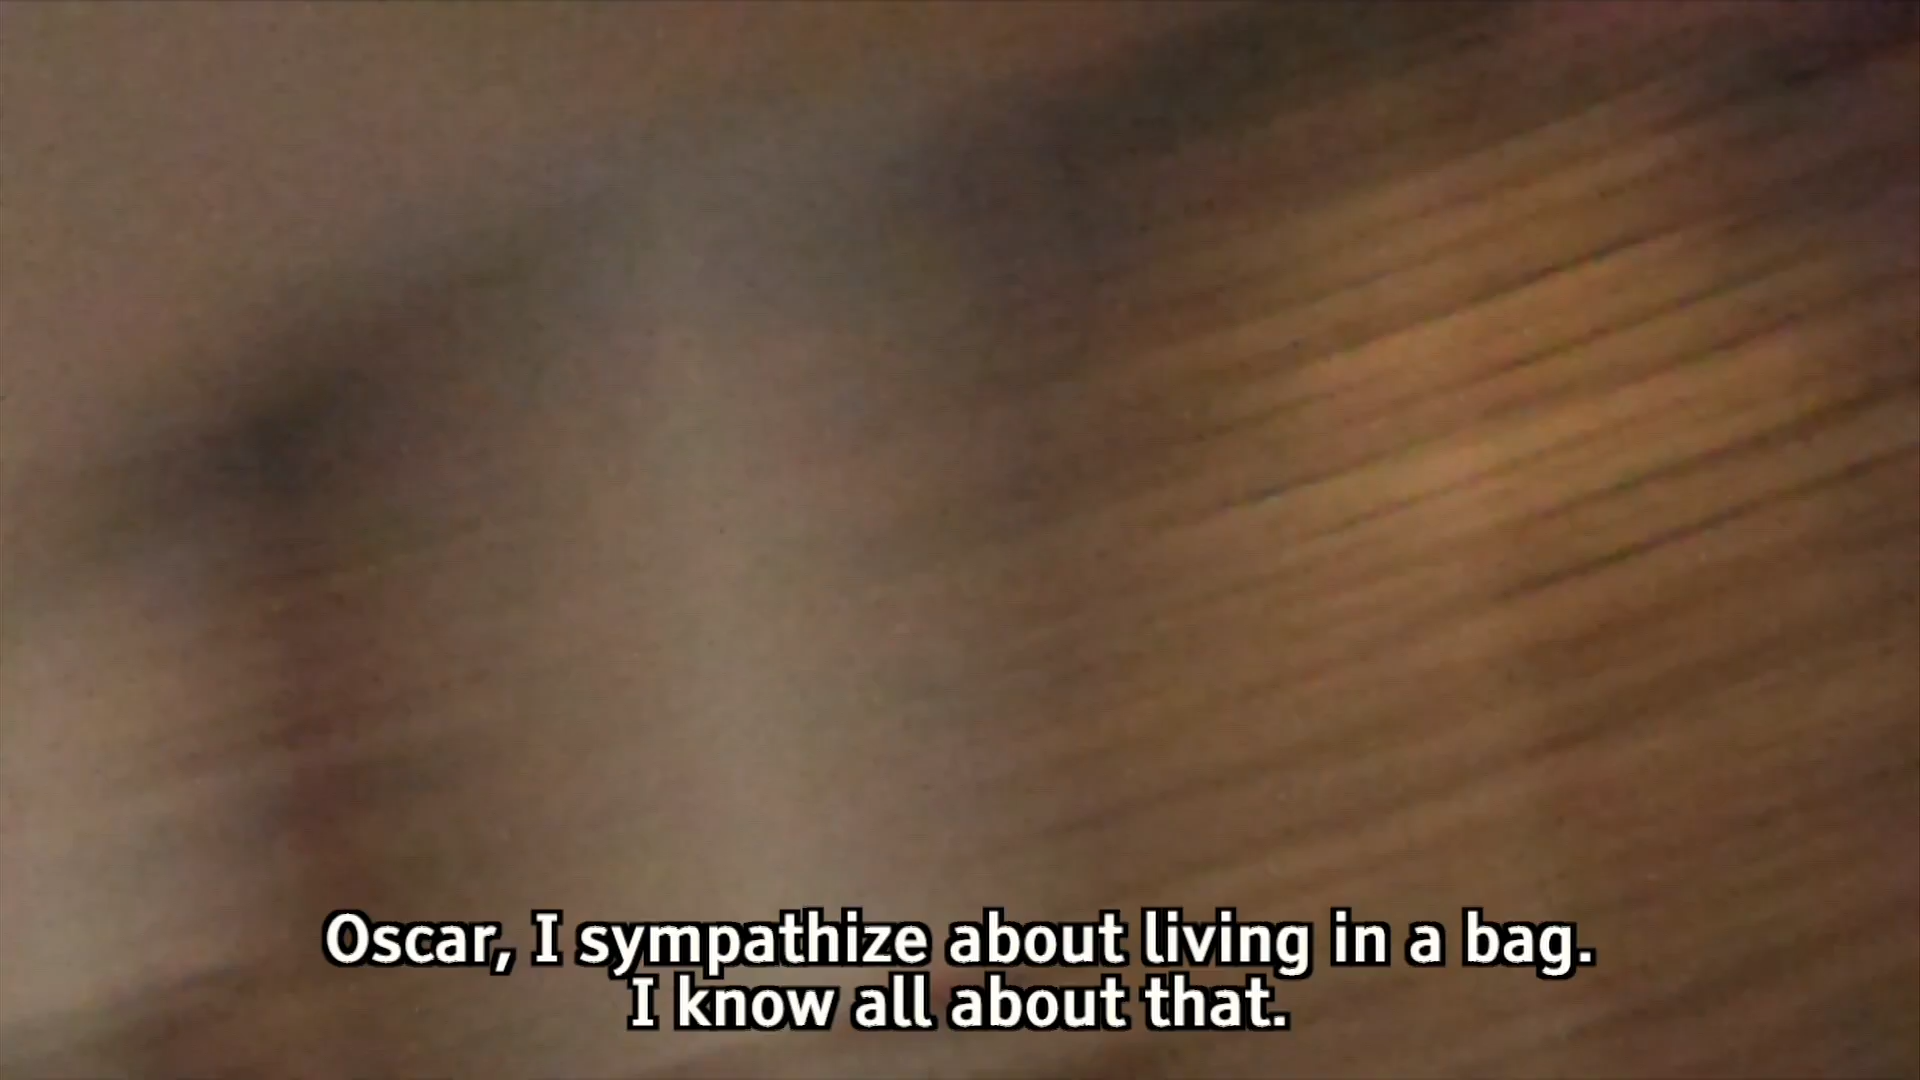 Oscar, I sympathize about living in a bag.
I know all about that.